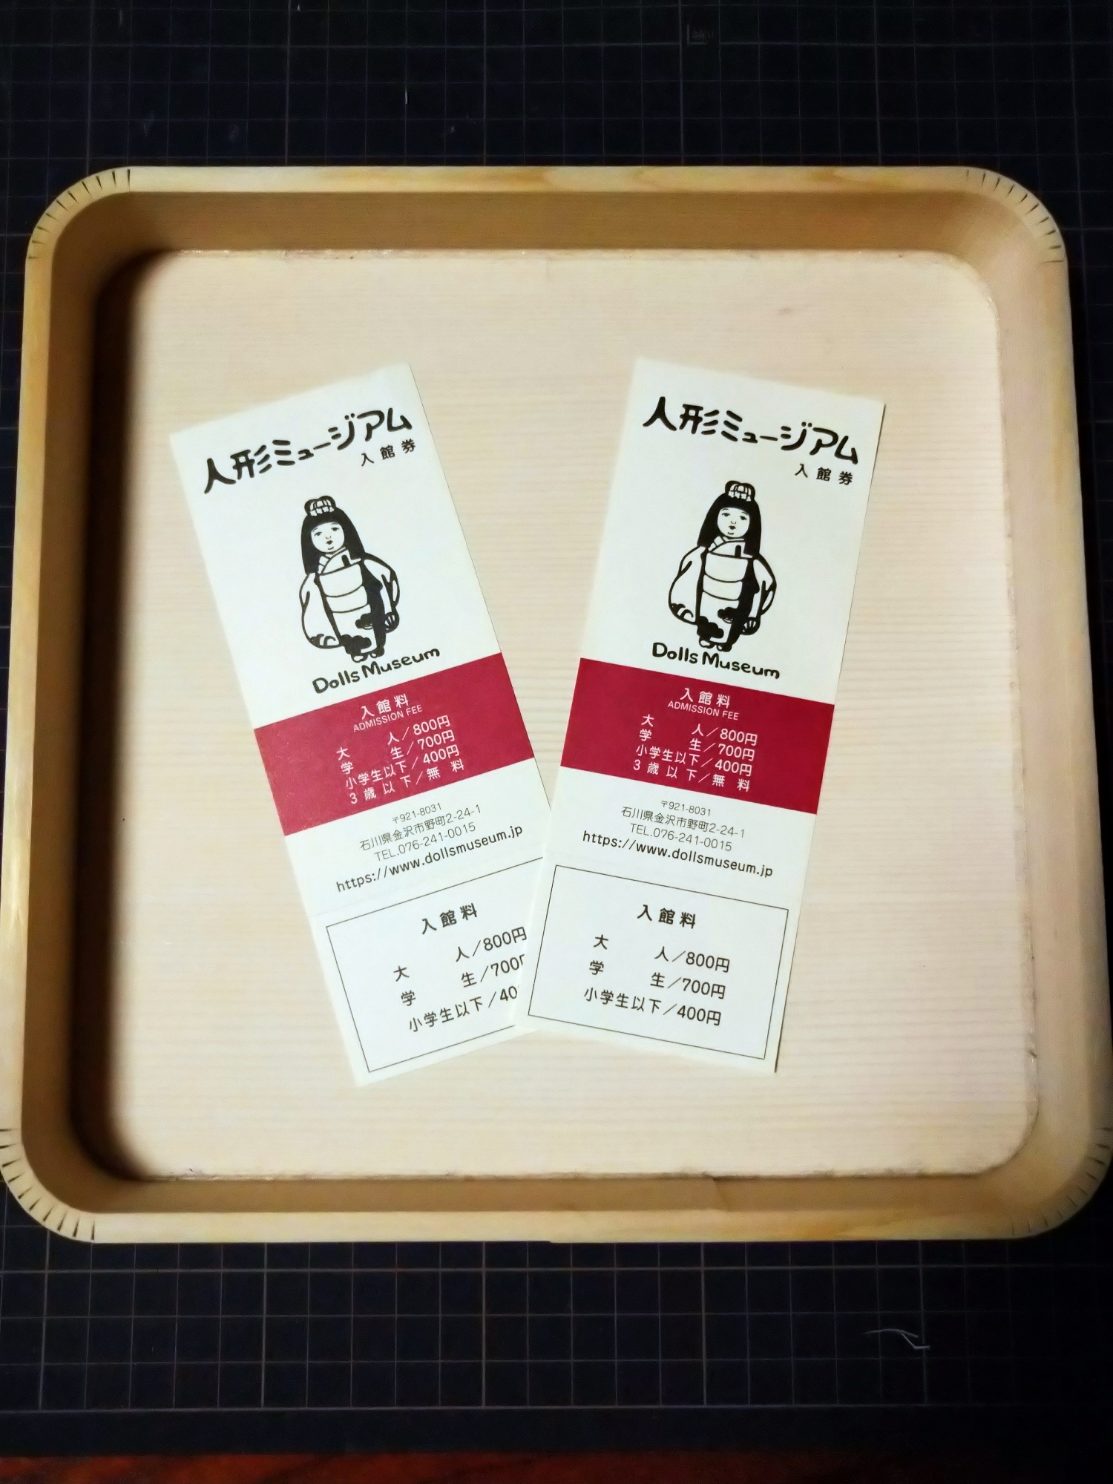 人形ミュージアム
入館券
Dolls Museum
入館料
ADMISSION FEE
大人/800円
学生/700円
小学生以下/400円
3歳以下/無料
〒921-8031
石川県金沢市野町2-24-1
TEL.076-241-0015
https://www.dollsmuseum.jp
入館料
大人/800円
学生/700円
小学生以下/40
人形ミュージアム
入館券
Dolls Museum
入館料
ADMISSION FEE
大人/800円
学生/700円
小学生以下/400円
3歳以下/無料
〒921-8031
石川県金沢市野町2-24-1
TEL.076-241-0015
https://www.dollsmuseum.jp
入館料
大人/800円
学生/700円
小学生以下/400円